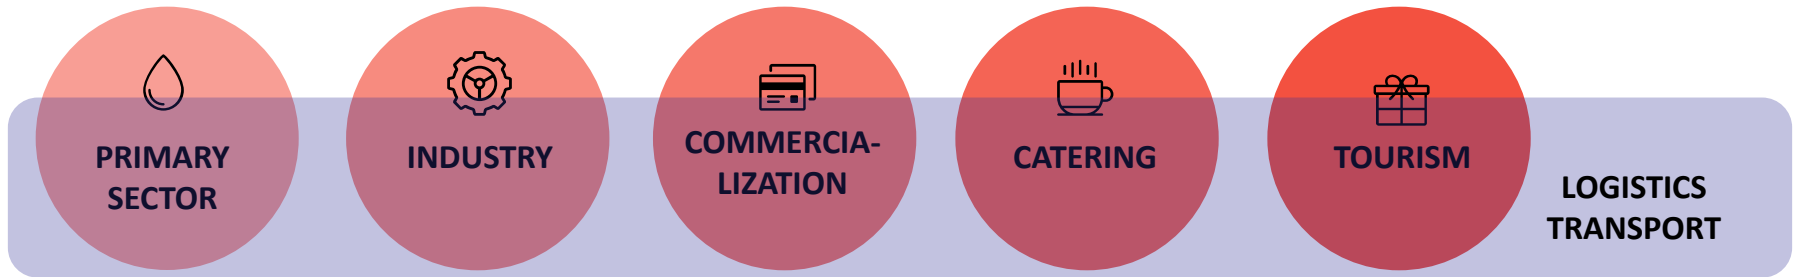 PRIMARY
SECTOR
INDUSTRY
COMMERCIA-
LIZATION
CATERING
TOURISM
LOGISTICS
TRANSPORT